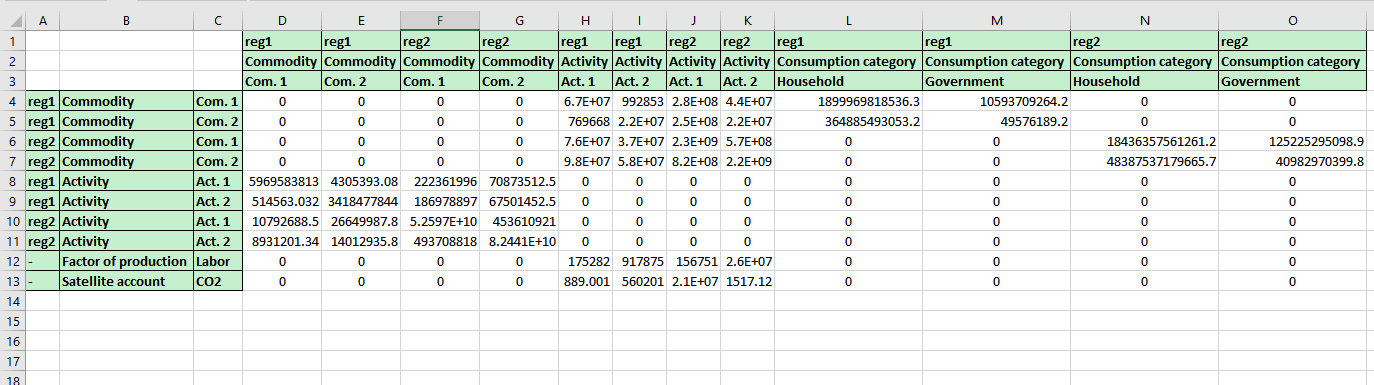 A B C D E F G H I J K L M N O
1 reg1 reg1 reg2 reg2 reg1 reg1 reg2 reg2 reg1 reg1 reg2 reg2
2 Commodity Commodity Commodity Commodity Activity Activity Activity Activity Consumption category Consumption category Consumption category Consumption category
3 Com. 1 Com. 2 Com. 1 Com. 2 Act. 1 Act. 2 Act. 1 Act. 2 Household Government Household Government
4 reg1 Commodity Com. 1 0 0 0 0 6.7E+07 992853 2.8E+08 4.4E+07 1899969818536.3 10593709264.2 0 0
5 reg1 Commodity Com. 2 0 0 0 0 769668 2.2E+07 2.5E+08 2.2E+07 364885493053.2 49576189.2 0 0
6 reg2 Commodity Com. 1 0 0 0 0 7.6E+07 3.7E+07 2.3E+09 5.7E+08 0 0 18436357561261.2 125225295098.9
7 reg2 Commodity Com. 2 0 0 0 0 9.8E+07 5.8E+07 8.2E+08 2.2E+09 0 0 48387537179665.7 40982970399.8
8 reg1 Activity Act. 1 5969583813 4305393.08 222361996 70873512.5 0 0 0 0 0 0 0 0
9 reg1 Activity Act. 2 514563.032 3418477844 186978897 67501452.5 0 0 0 0 0 0 0 0
10 reg2 Activity Act. 1 10792688.5 26649987.8 5.2597E+10 453610921 0 0 0 0 0 0 0 0
11 reg2 Activity Act. 2 8931201.34 14012935.8 493708818 8.2441E+10 0 0 0 0 0 0 0 0
12 - Factor of production Labor 0 0 0 0 175282 917875 156751 2.6E+07 0 0 0 0
13 - Satellite account CO2 0 0 0 0 889.001 560201 2.1E+07 1517.12 0 0 0 0
14
15
16
17
18